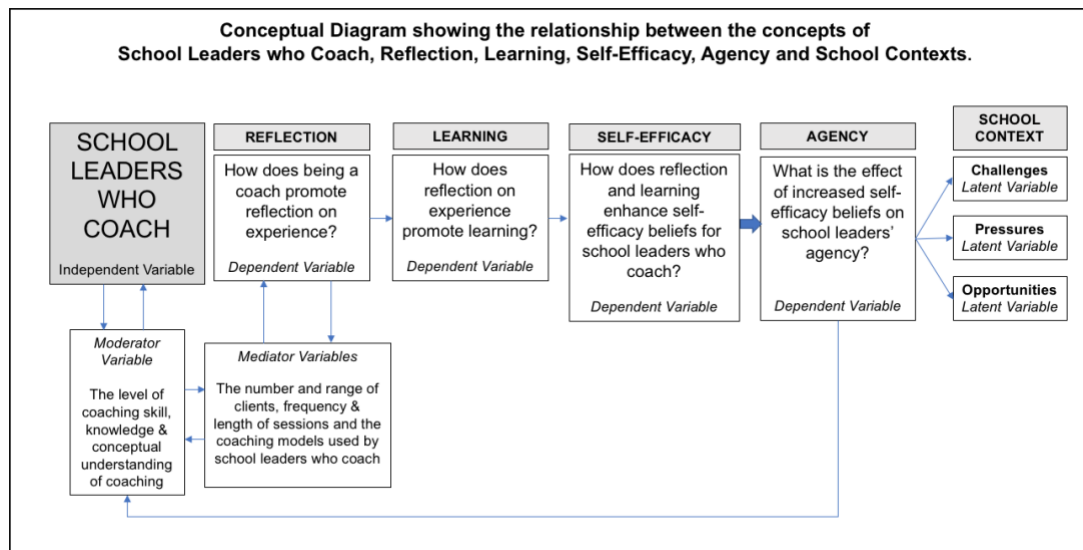 Conceptual Diagram showing the relationship between the concepts of
School Leaders who Coach, Reflection, Learning, Self-Efficacy, Agency and School Contexts.
SCHOOL
LEADERS
WHO
COACH
Independent Variable
REFLECTION
How does being a
coach promote
reflection on
experience?
Dependent Variable
LEARNING
How does
reflection on
experience
promote learning?
Dependent Variable
SELF-EFFICACY
How does reflection
and learning
enhance self-
efficacy beliefs for
school leaders who
coach?
Dependent Variable
AGENCY
What is the effect
of increased self-
efficacy beliefs on
school leaders'
agency?
Dependent Variable
SCHOOL
CONTEXT
Challenges
Latent Variable
Pressures
Latent Variable
Opportunities
Latent Variable
Moderator
Variable
The level of
coaching skill,
knowledge &
conceptual
understanding
of coaching
Mediator Variables
The number and range of
clients, frequency &
length of sessions and the
coaching models used by
school leaders who coach